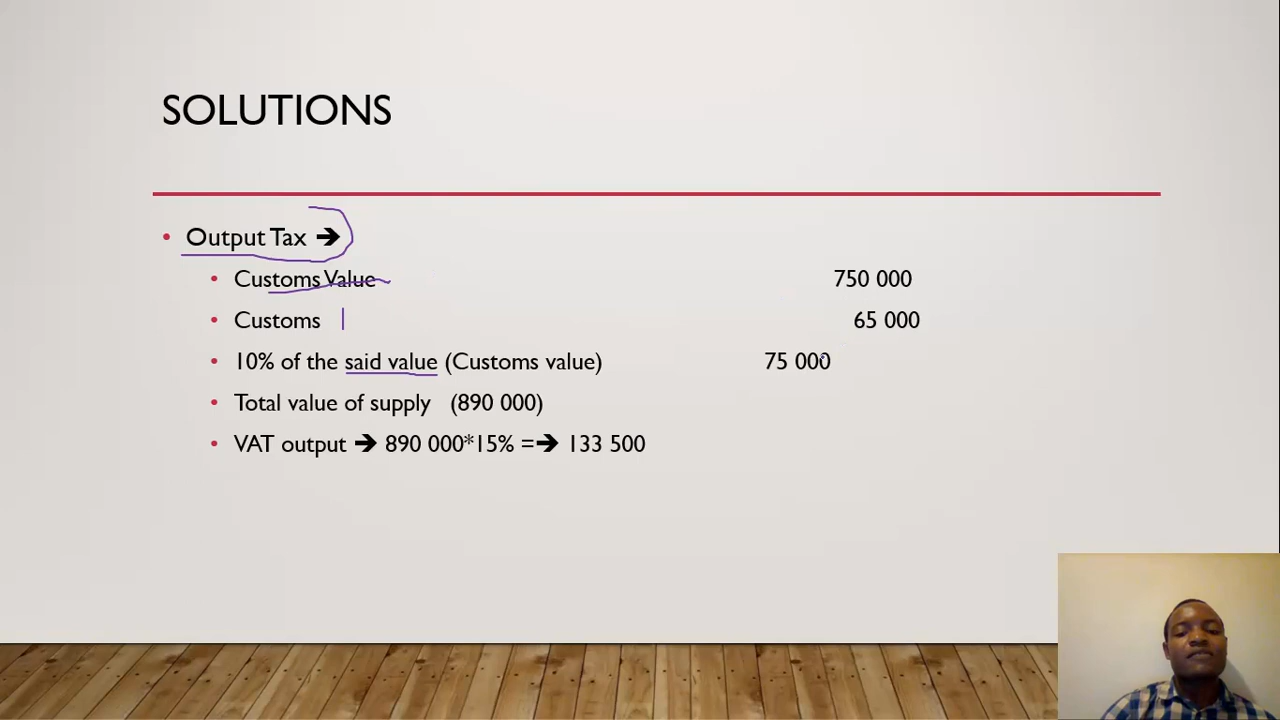 SOLUTIONS
• Output Tax ➔
• Customs Value 750 000
• Customs 65 000
• 10% of the said value (Customs value) 75 000
• Total value of supply (890 000)
• VAT output ➔ 890 000*15% =➔ 133 500